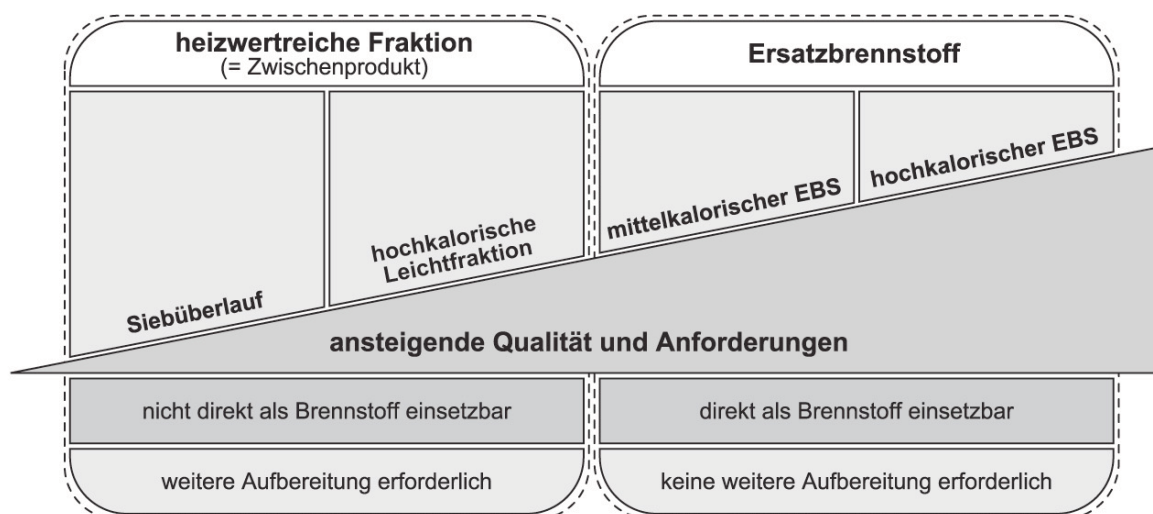 heizwertreiche Fraktion
(= Zwischenprodukt)
Ersatzbrennstoff
Siebüberlauf
hochkalorische
Leichtfraktion
mittelkalorischer EBS
hochkalorischer EBS
ansteigende Qualität und Anforderungen
nicht direkt als Brennstoff einsetzbar
direkt als Brennstoff einsetzbar
weitere Aufbereitung erforderlich
keine weitere Aufbereitung erforderlich